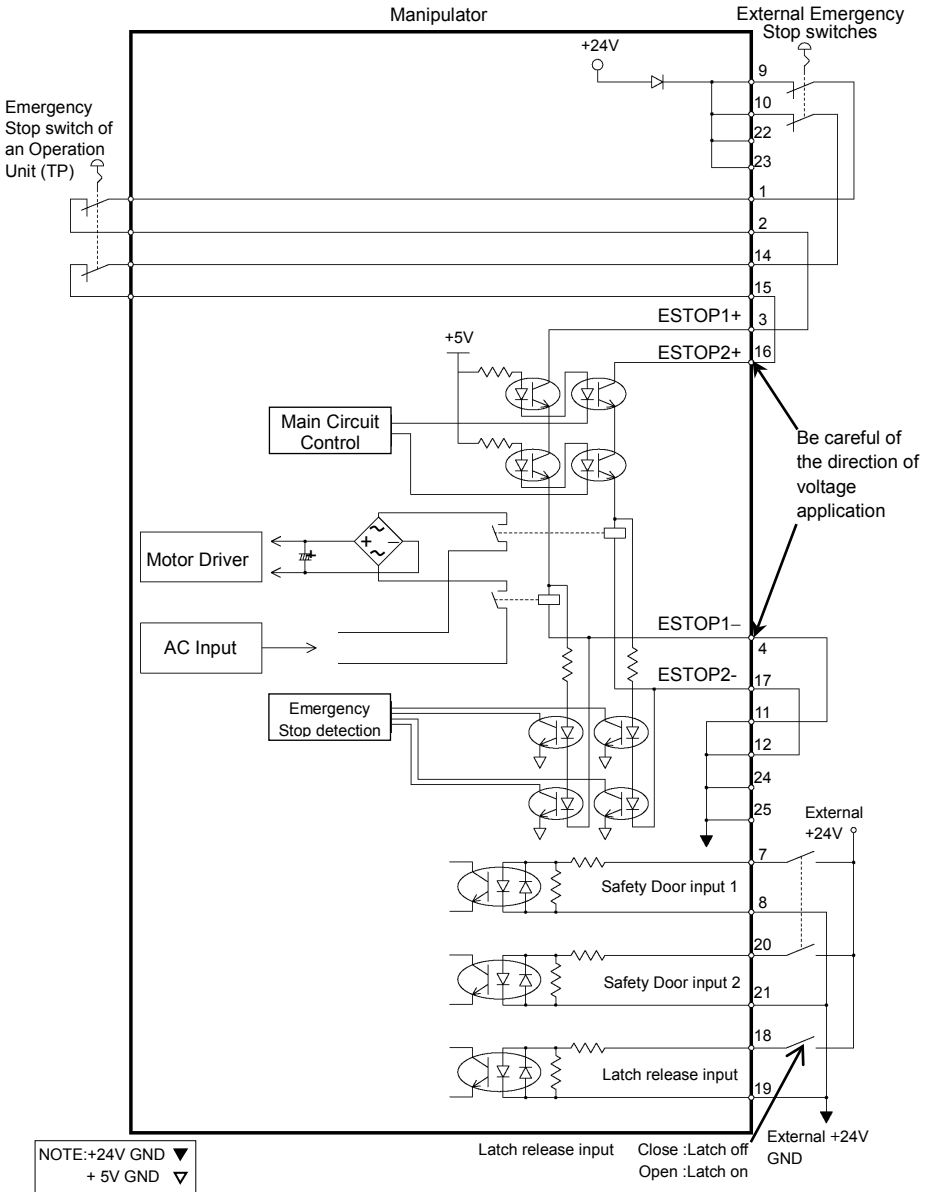 Manipulator
External Emergency
Stop switches
+24V
9
10
22
23
Emergency
Stop switch of
an Operation
Unit (TP)
1
2
14
15
ESTOP1+
3
ESTOP2+
16
+5V
Main Circuit
Control
Be careful of
the direction of
voltage
application
Motor Driver
AC Input
ESTOP1−
4
ESTOP2-
17
Emergency
Stop detection
11
12
24
25
External
+24V
7
Safety Door input 1
8
20
Safety Door input 2
21
18
Latch release input
19
Latch release input
Close :Latch off
Open :Latch on
External +24V
GND
NOTE:+24V GND ▼
+ 5V GND ▽